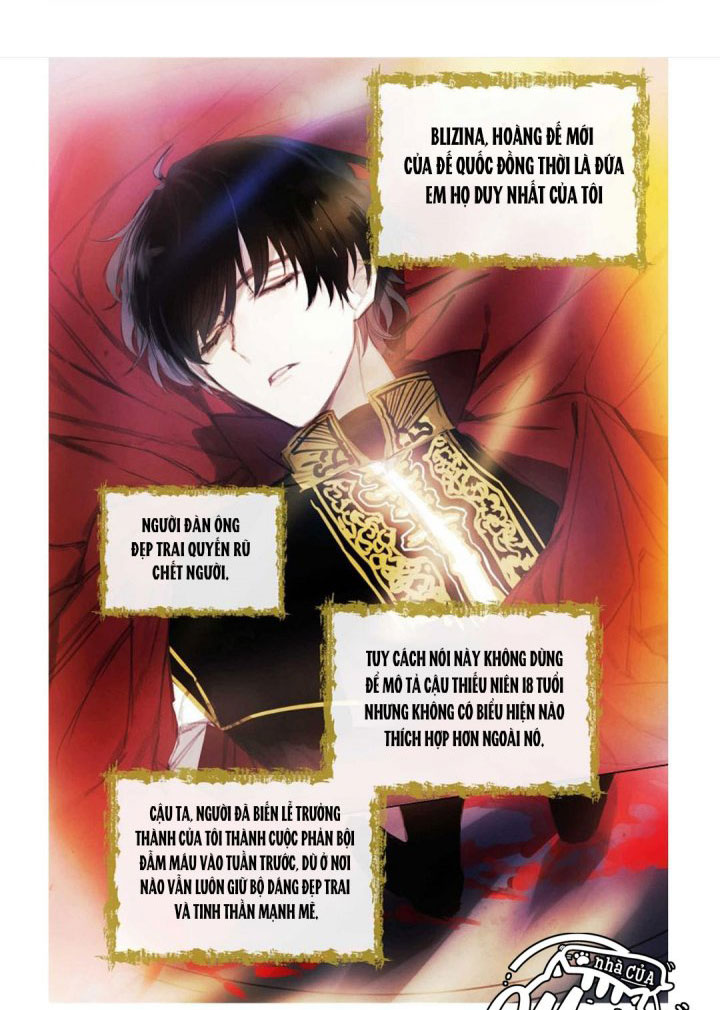 BLIZINA, HOÀNG ĐẾ MỚI
CỦA ĐẾ QUỐC ĐỒNG THỜI LÀ ĐỨA
EM HỌ DUY NHẤT CỦA TÔI
NGƯỜI ĐÀN ÔNG
ĐẸP TRAI QUYẾN RŨ
CHẾT NGƯỜI.
TUY CÁCH NÓI NÀY KHÔNG DÙNG
ĐỂ MÔ TẢ CẬU THIẾU NIÊN 18 TUỔI
NHƯNG KHÔNG CÓ BIỂU HIỆN NÀO
THÍCH HỢP HƠN NGOÀI NÓ.
CẬU TA, NGƯỜI ĐÃ BIẾN LỄ TRƯỞNG
THÀNH CỦA TÔI THÀNH CUỘC PHẢN BỘI
ĐẪM MÁU VÀO TUẦN TRƯỚC, DÙ Ở NƠI
NÀO VẪN LUÔN GIỮ BỘ DÁNG ĐẸP TRAI
VÀ TINH THẦN MẠNH MẼ.
nhà CỦA